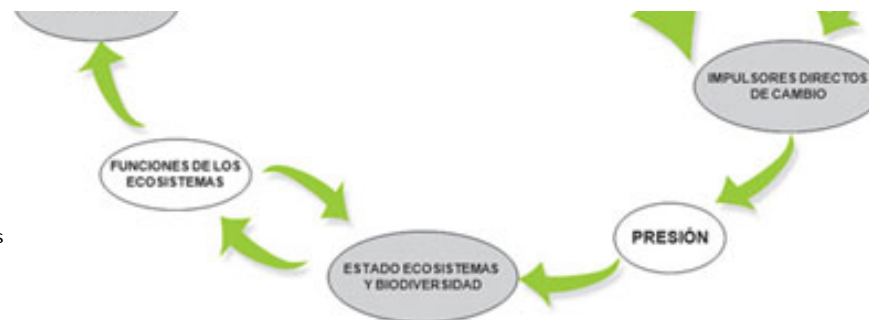 IMPULSORES DIRECTOS
DE CAMBIO
FUNCIONES DE LOS
ECOSISTEMAS
PRESIÓN
ESTADO ECOSISTEMAS
Y BIODIVERSIDAD
s